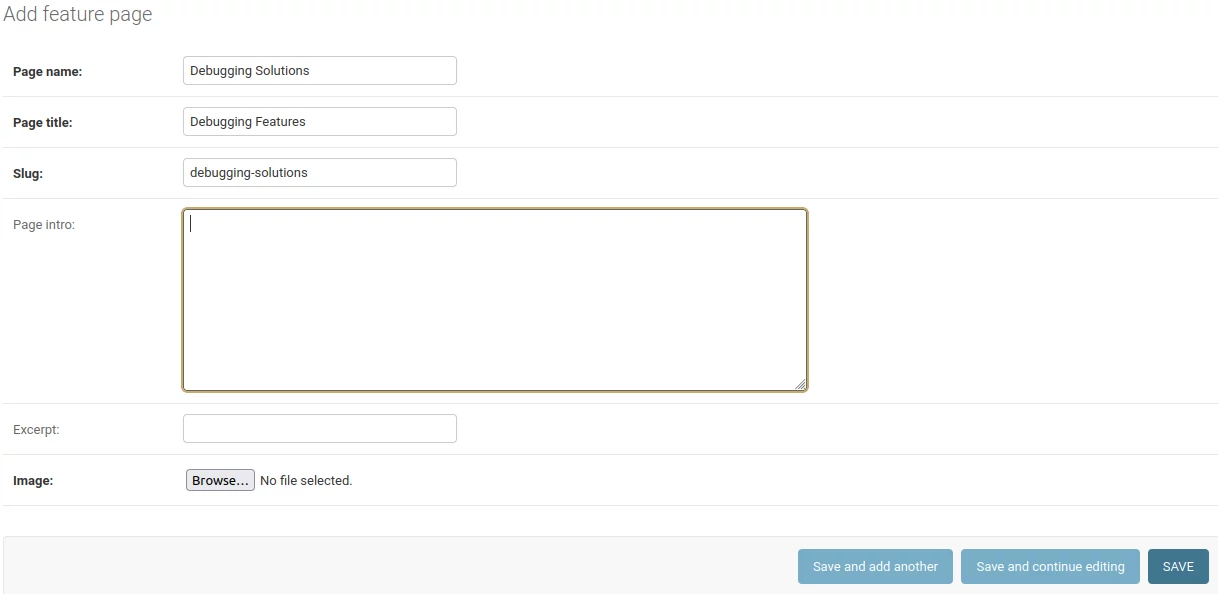 Add feature page
Page name: Debugging Solutions
Page title: Debugging Features
Slug: debugging-solutions
Page intro:
Excerpt:
Image: Browse... No file selected.
Save and add another Save and continue editing SAVE